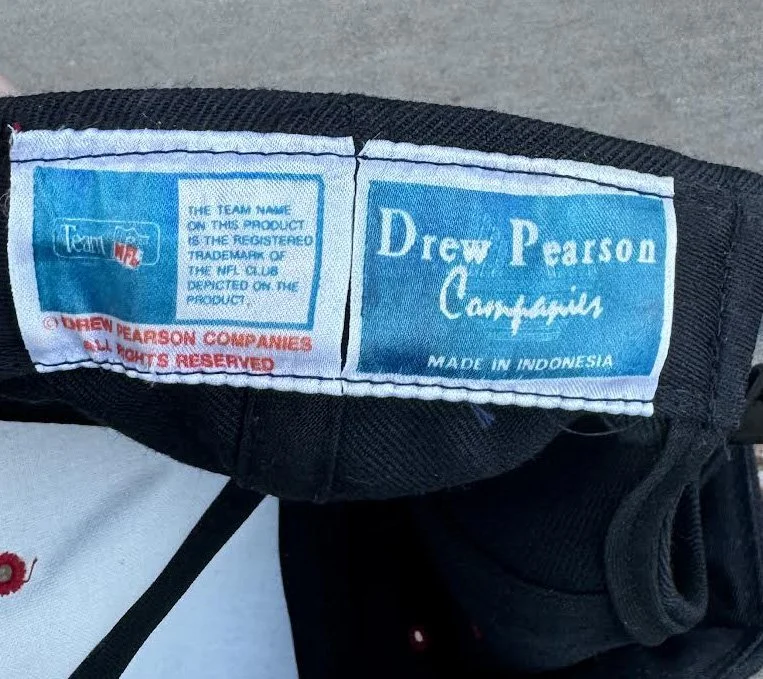 Team NFL
THE TEAM NAME
ON THIS PRODUCT
IS THE REGISTERED
TRADEMARK OF
THE NFL CLUB
DEPICTED ON THE
PRODUCT.
© DREW PEARSON COMPANIES
ALL RIGHTS RESERVED
Drew Pearson
Companies
MADE IN INDONESIA